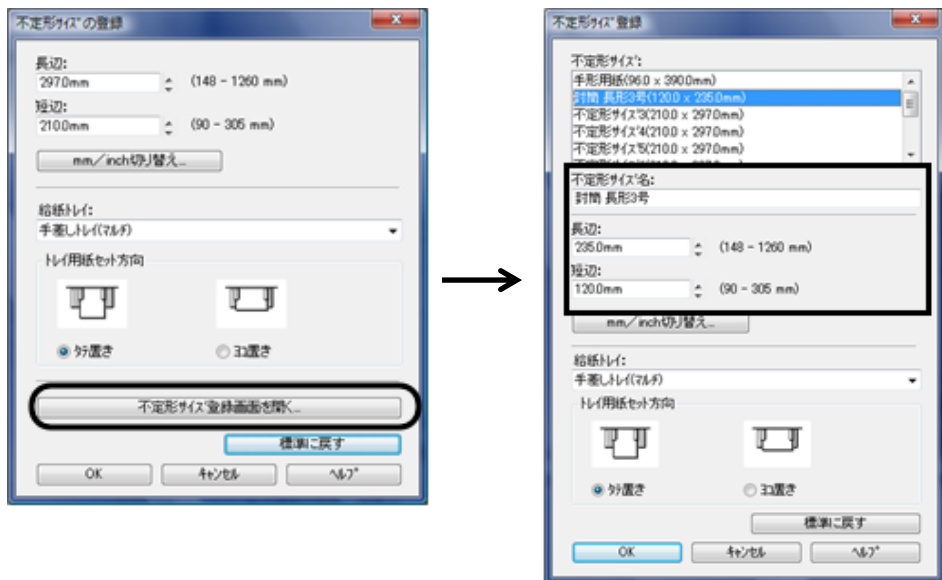 不定形ｻｲｽﾞの登録
長辺:
297.0mm
(148 - 1260 mm)
短辺:
210.0mm
(90 - 305 mm)
mm／inch切り替え...
給紙ﾄﾚｲ:
手差しﾄﾚｲ(ﾏﾙﾁ)
ﾄﾚｲ用紙ｾｯﾄ方向
ﾀﾃ置き
ﾖｺ置き
不定形ｻｲｽﾞ登録画面を開く...
標準に戻す
OK
ｷｬﾝｾﾙ
ﾍﾙﾌﾟ
不定形ｻｲｽﾞ登録
不定形ｻｲｽﾞ:
手形用紙(96.0 x 390.0mm)
封筒 長形3号(120.0 x 235.0mm)
不定形ｻｲｽﾞ3(210.0 x 297.0mm)
不定形ｻｲｽﾞ4(210.0 x 297.0mm)
不定形ｻｲｽﾞ5(210.0 x 297.0mm)
不定形ｻｲｽﾞ名:
封筒 長形3号
長辺:
235.0mm
(148 - 1260 mm)
短辺:
120.0mm
(90 - 305 mm)
mm／inch切り替え...
給紙ﾄﾚｲ:
手差しﾄﾚｲ(ﾏﾙﾁ)
ﾄﾚｲ用紙ｾｯﾄ方向
ﾀﾃ置き
ﾖｺ置き
標準に戻す
OK
ｷｬﾝｾﾙ
ﾍﾙﾌﾟ